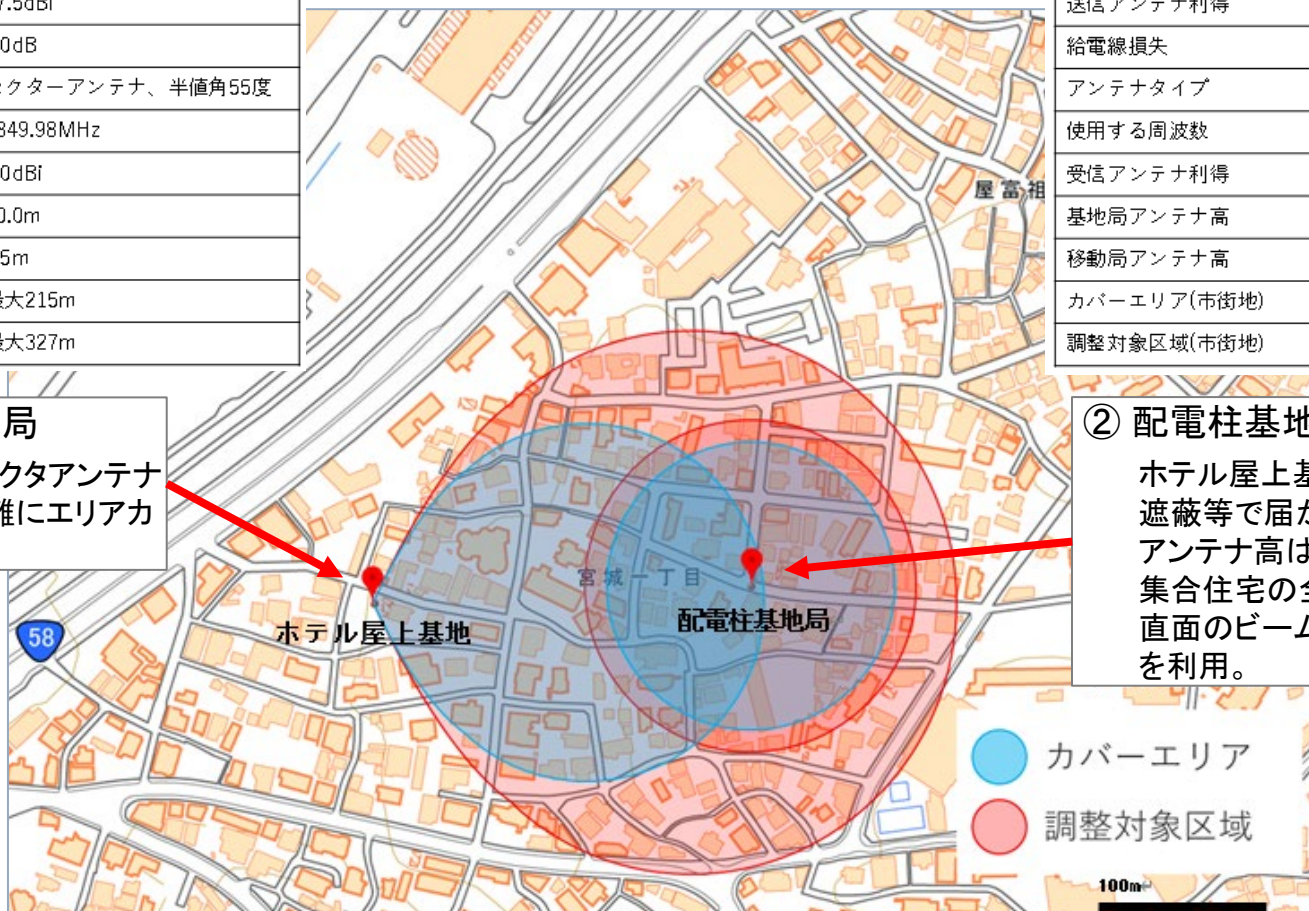 クターアンテナ、半値角55度
849.98MHz
最大215m
最大327m
送信アンテナ利得
給電線損失
アンテナタイプ
使用する周波数
受信アンテナ利得
基地局アンテナ高
移動局アンテナ高
カバーエリア(市街地)
調整対象区域(市街地)
屋富祖
局
クタアンテナ
にエリアカ
② 配電柱基地
ホテル屋上基
遮蔽等で届か
アンテナ高は
集合住宅の全
直面のビーム
を利用。
宮城一丁目
ホテル屋上基地
配電柱基地局
58
カバーエリア
調整対象区域
100m